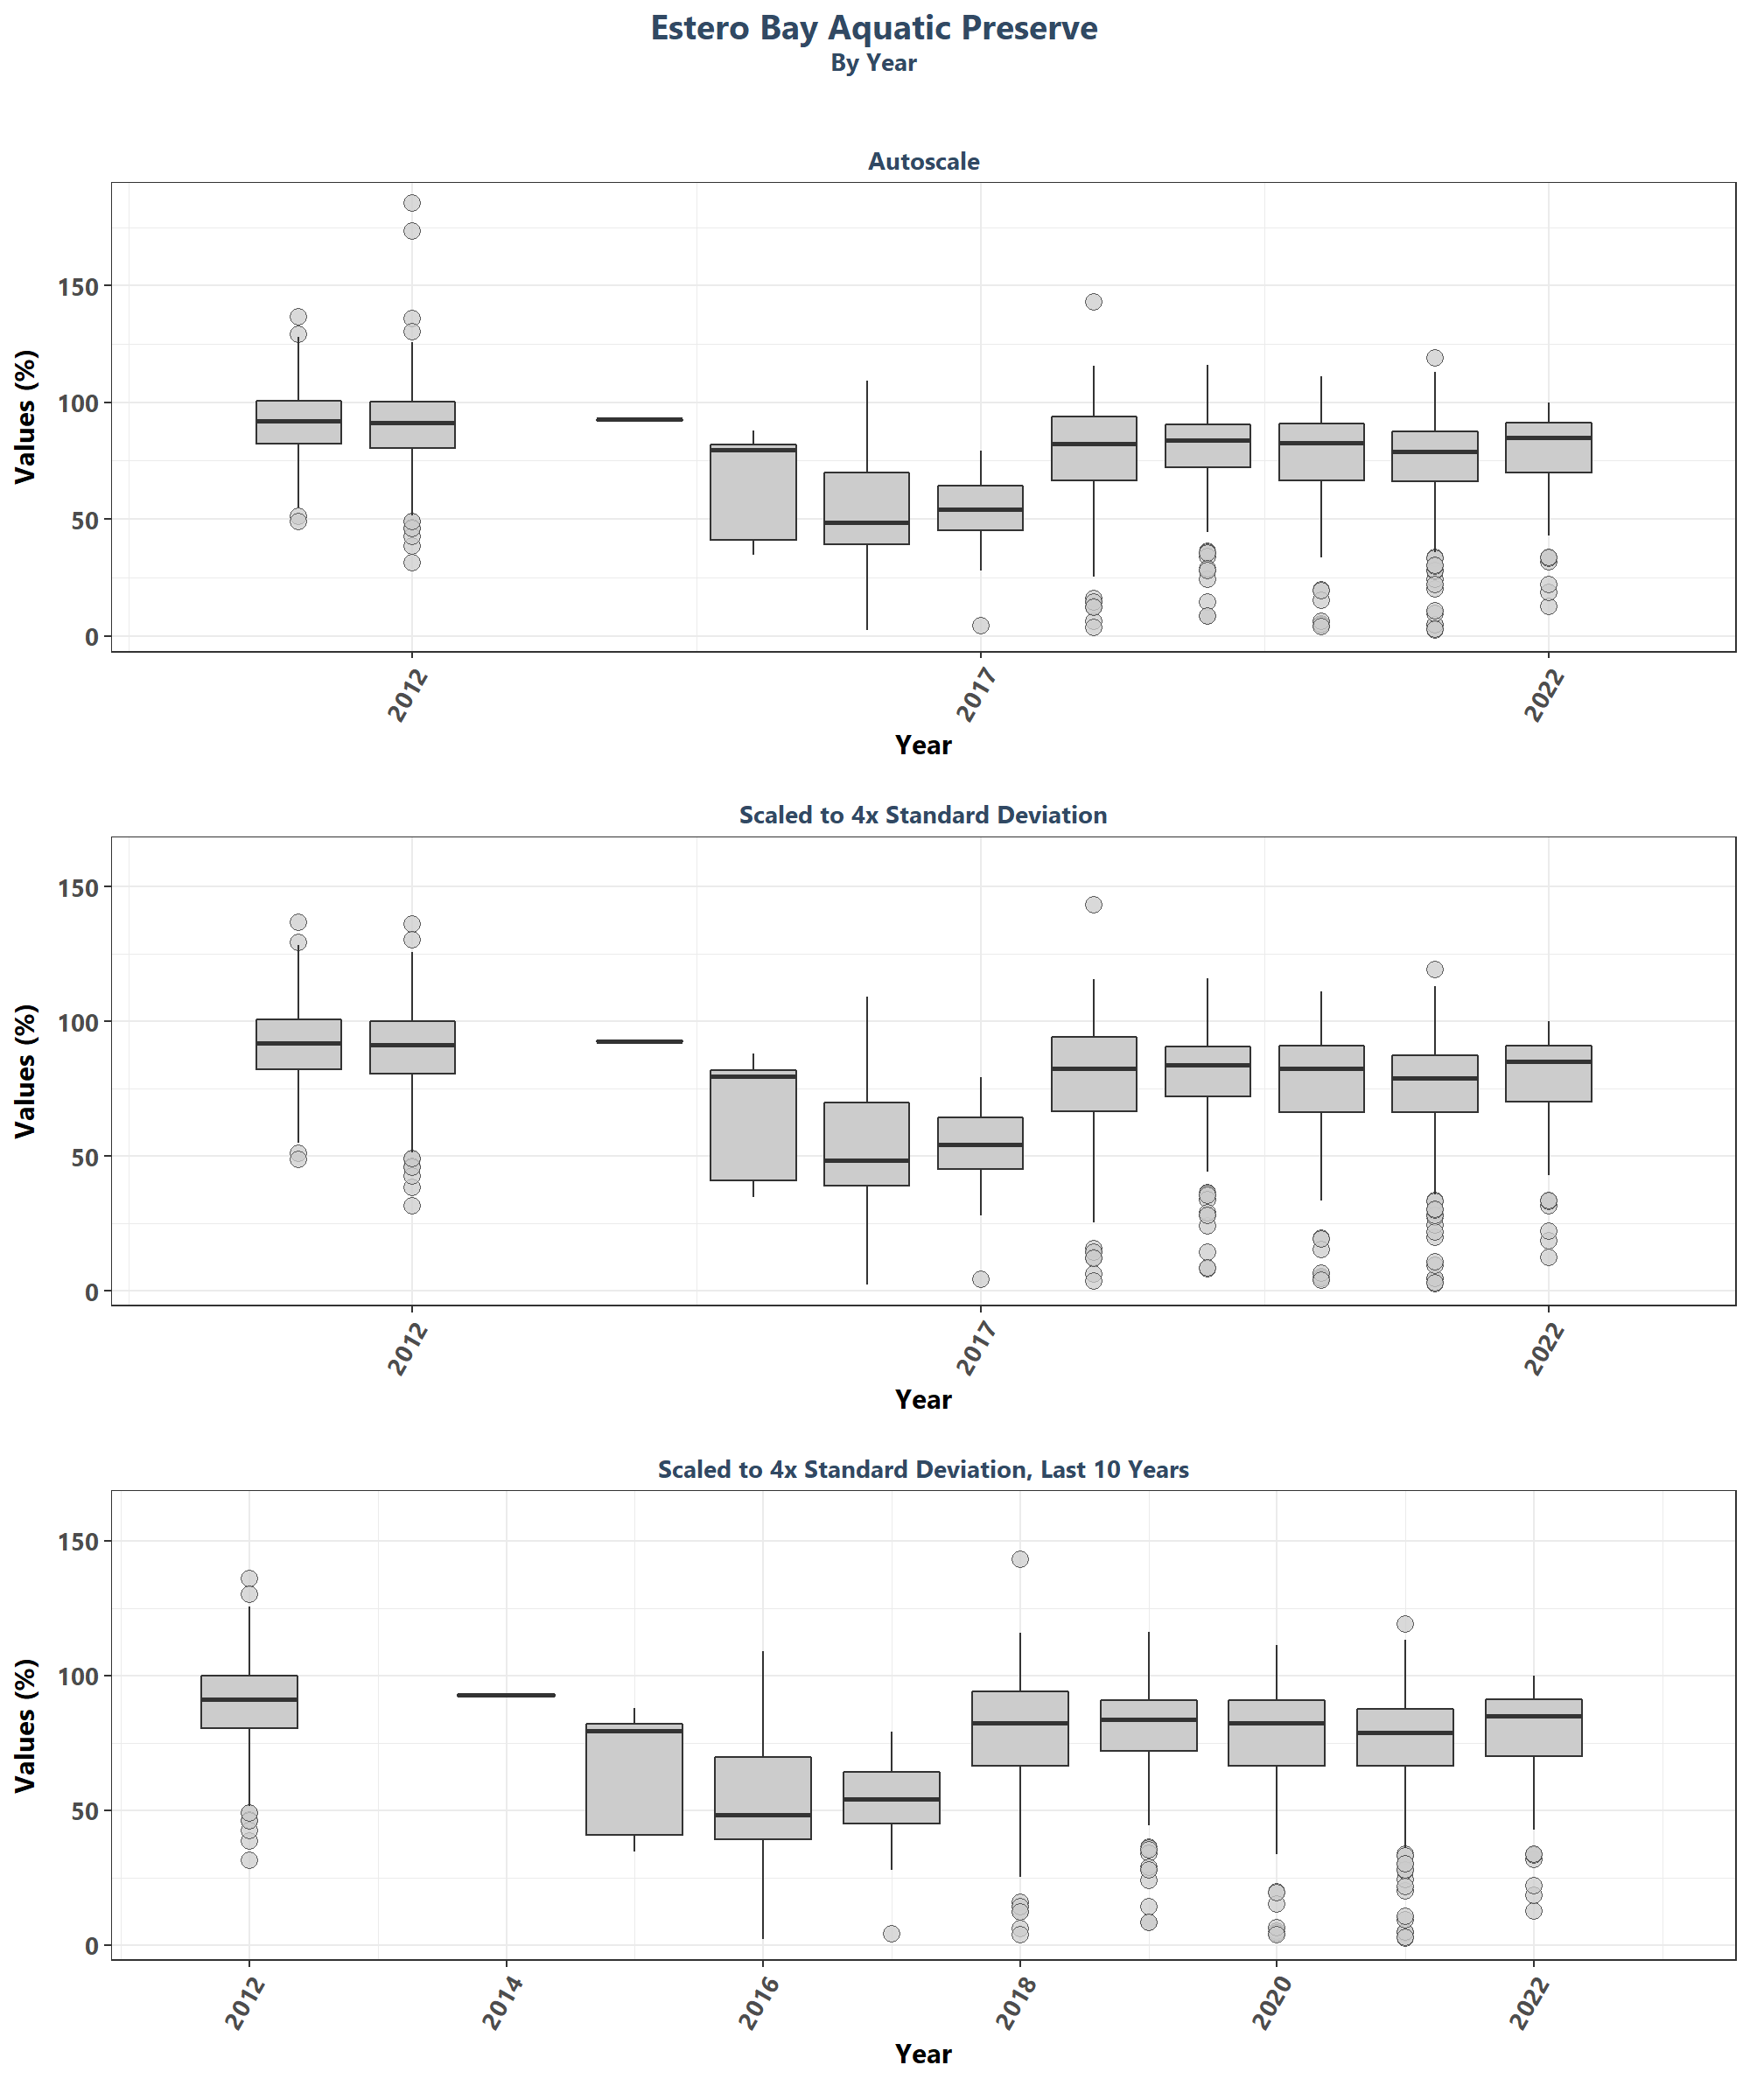 Estero Bay Aquatic Preserve
By Year
Autoscale
Values (%)
150
100
50
0
2012
2017
2022
Year
Scaled to 4x Standard Deviation
Values (%)
150
100
50
0
2012
2017
2022
Year
Scaled to 4x Standard Deviation, Last 10 Years
Values (%)
150
100
50
0
2012
2014
2016
2018
2020
2022
Year